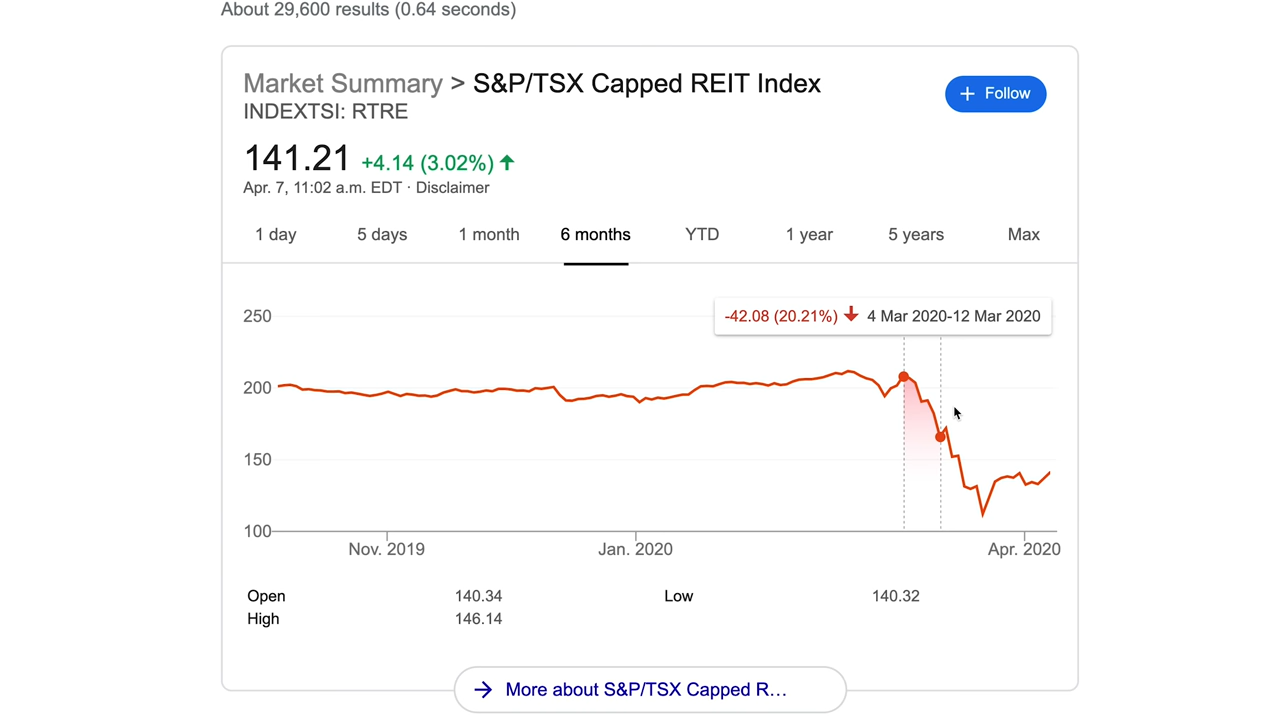 About 29,600 results (0.64 seconds)
Market Summary > S&P/TSX Capped REIT Index
INDEXTSI: RTRE
+ Follow
141.21 +4.14 (3.02%) ↑
Apr. 7, 11:02 a.m. EDT · Disclaimer
1 day 5 days 1 month 6 months YTD 1 year 5 years Max
-42.08 (20.21%) ↓ 4 Mar 2020-12 Mar 2020
250
200
150
100
Nov. 2019 Jan. 2020 Apr. 2020
Open 140.34 Low 140.32
High 146.14
→ More about S&P/TSX Capped R…